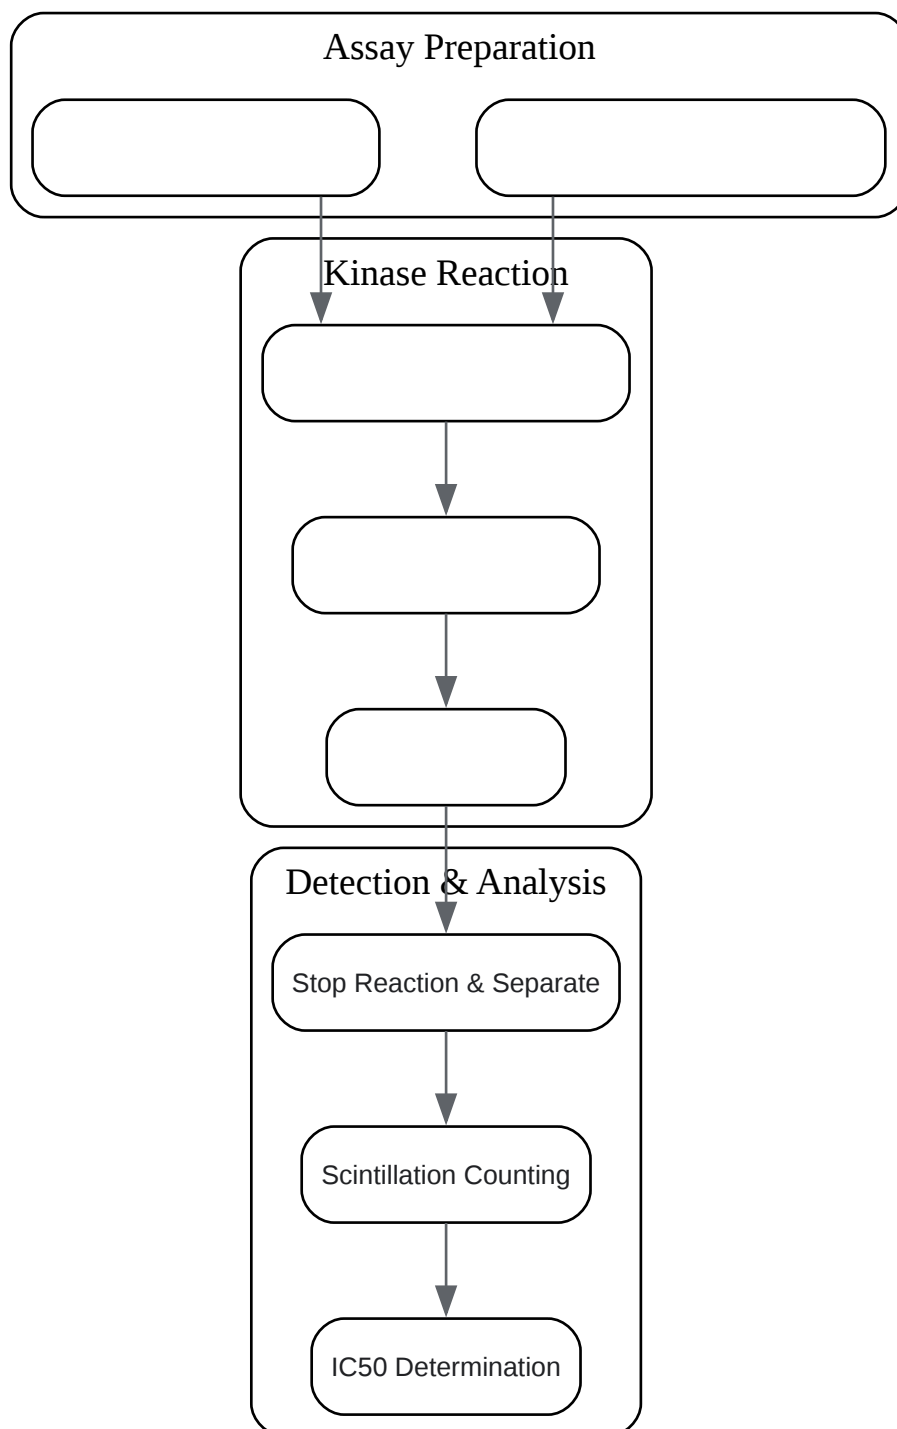 Assay Preparation
Kinase Reaction
Detection & Analysis
Stop Reaction & Separate
Scintillation Counting
IC50 Determination